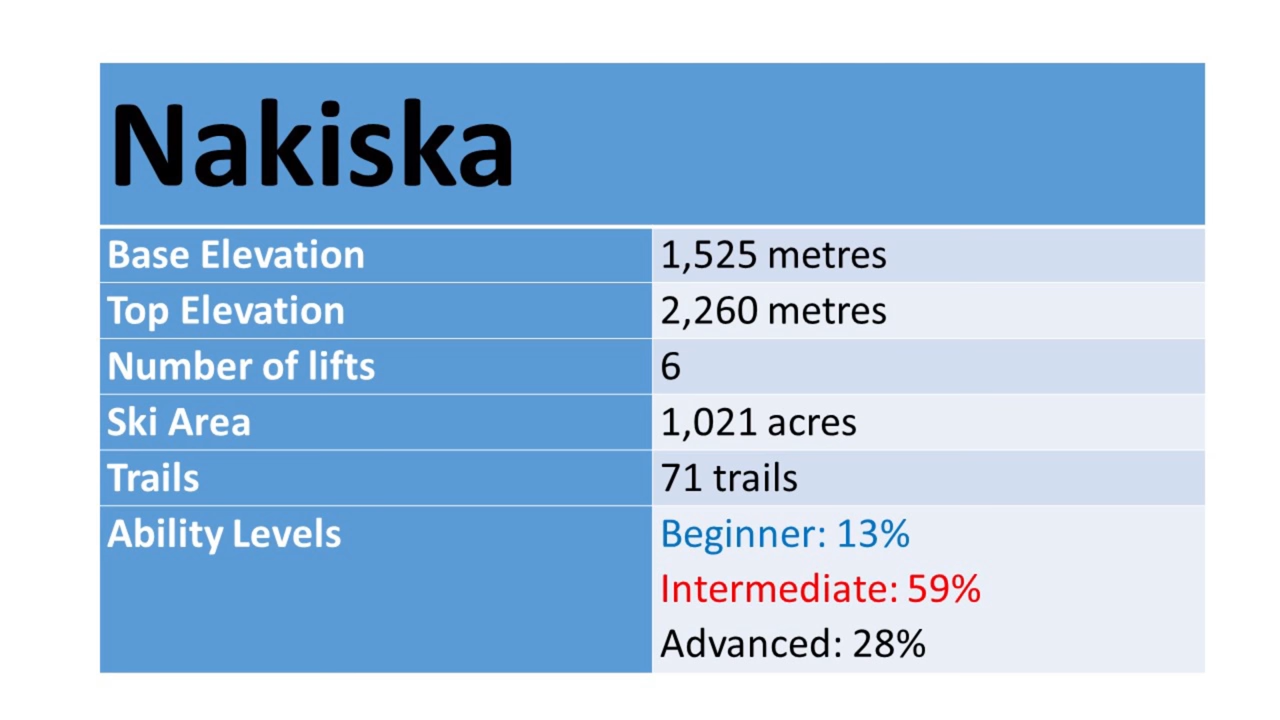 Nakiska
Base Elevation 1,525 metres
Top Elevation 2,260 metres
Number of lifts 6
Ski Area 1,021 acres
Trails 71 trails
Ability Levels Beginner: 13%
Intermediate: 59%
Advanced: 28%